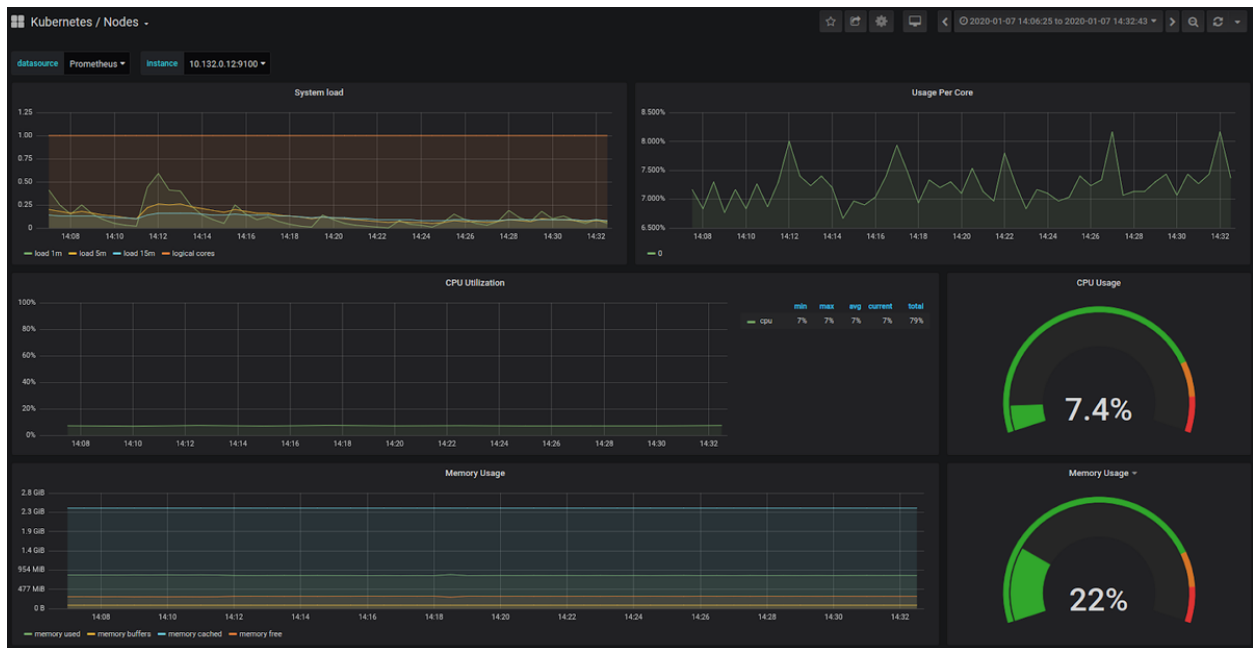 Kubernetes / Nodes
2020-01-07 14:06:25 to 2020-01-07 14:32:43
datasource Prometheus instance 10.132.0.12:9100
System load
1.25
1.00
0.75
0.50
0.25
0
14:08 14:10 14:12 14:14 14:16 14:18 14:20 14:22 14:24 14:26 14:28 14:30 14:32
load 1m load 5m load 15m logical cores
Usage Per Core
8.500%
8.000%
7.500%
7.000%
6.500%
14:08 14:10 14:12 14:14 14:16 14:18 14:20 14:22 14:24 14:26 14:28 14:30 14:32
0
CPU Utilization
100%
80%
60%
40%
20%
0%
14:08 14:10 14:12 14:14 14:16 14:18 14:20 14:22 14:24 14:26 14:28 14:30 14:32
min max avg current total
cpu 7% 7% 7% 7% 79%
CPU Usage
7.4%
Memory Usage
2.8 GiB
2.3 GiB
1.9 GiB
1.4 GiB
954 MiB
477 MiB
0 B
14:08 14:10 14:12 14:14 14:16 14:18 14:20 14:22 14:24 14:26 14:28 14:30 14:32
memory used memory buffers memory cached memory free
Memory Usage
22%